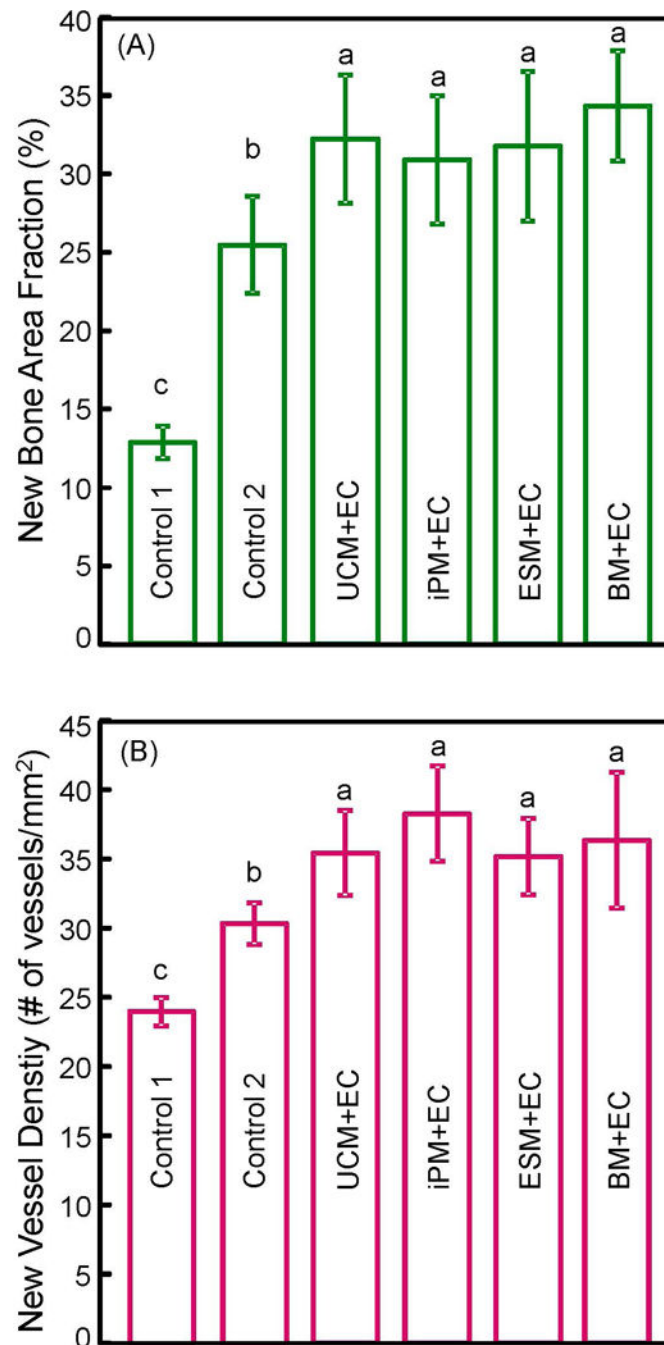 (A)
New Bone Area Fraction (%)
40
35
30
25
20
15
10
5
0
c
b
a
a
a
a
Control 1
Control 2
UCM+EC
iPM+EC
ESM+EC
BM+EC
(B)
New Vessel Denstiy (# of vessels/mm²)
45
40
35
30
25
20
15
10
5
0
c
b
a
a
a
a
Control 1
Control 2
UCM+EC
iPM+EC
ESM+EC
BM+EC